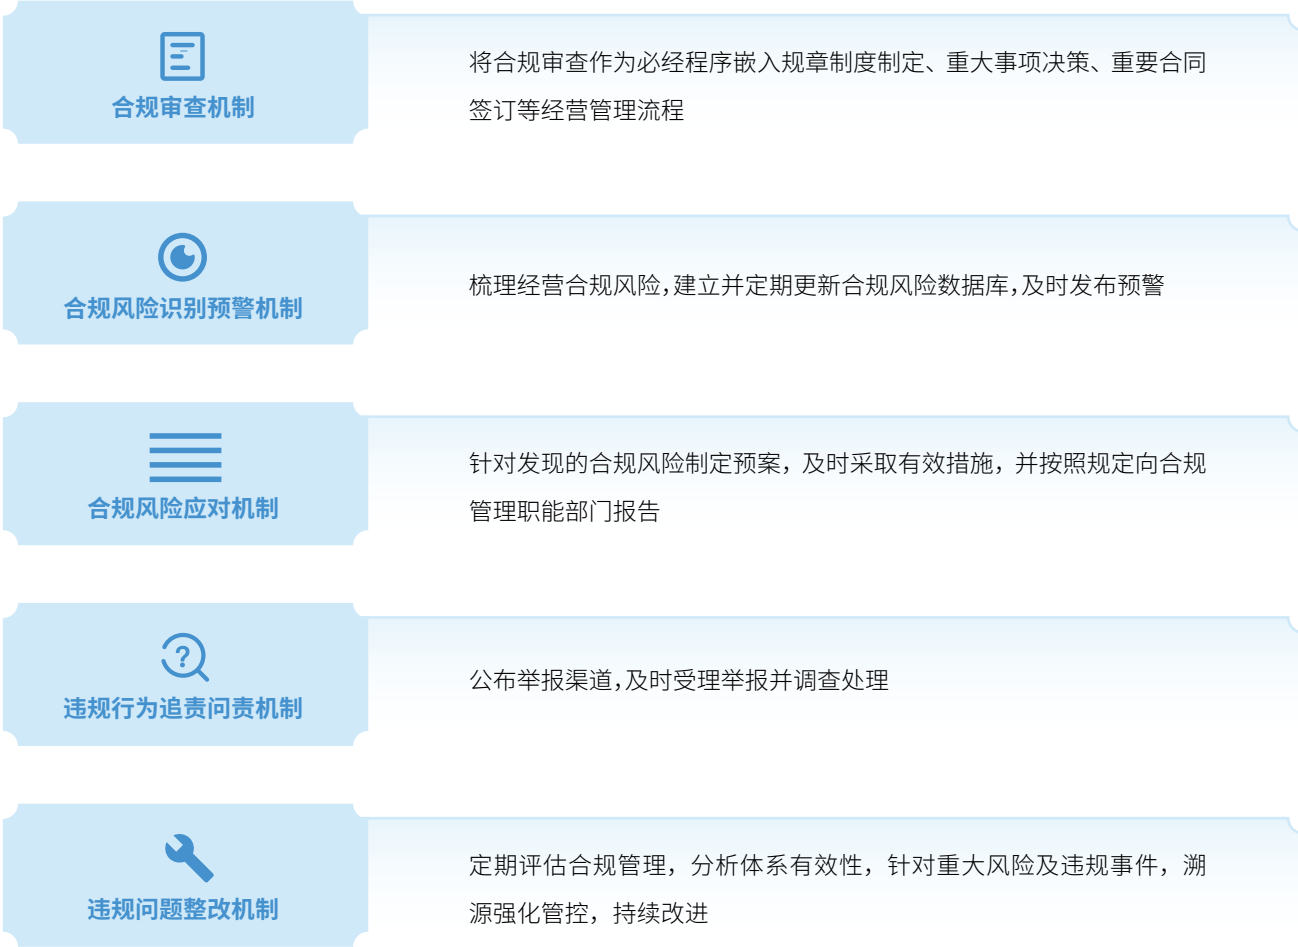 合规审查机制
将合规审查作为必经程序嵌入规章制度制定、重大事项决策、重要合同
签订等经营管理流程
合规风险识别预警机制
梳理经营合规风险,建立并定期更新合规风险数据库,及时发布预警
合规风险应对机制
针对发现的合规风险制定预案，及时采取有效措施，并按照规定向合规
管理职能部门报告
违规行为追责问责机制
公布举报渠道,及时受理举报并调查处理
违规问题整改机制
定期评估合规管理，分析体系有效性，针对重大风险及违规事件，溯
源强化管控，持续改进